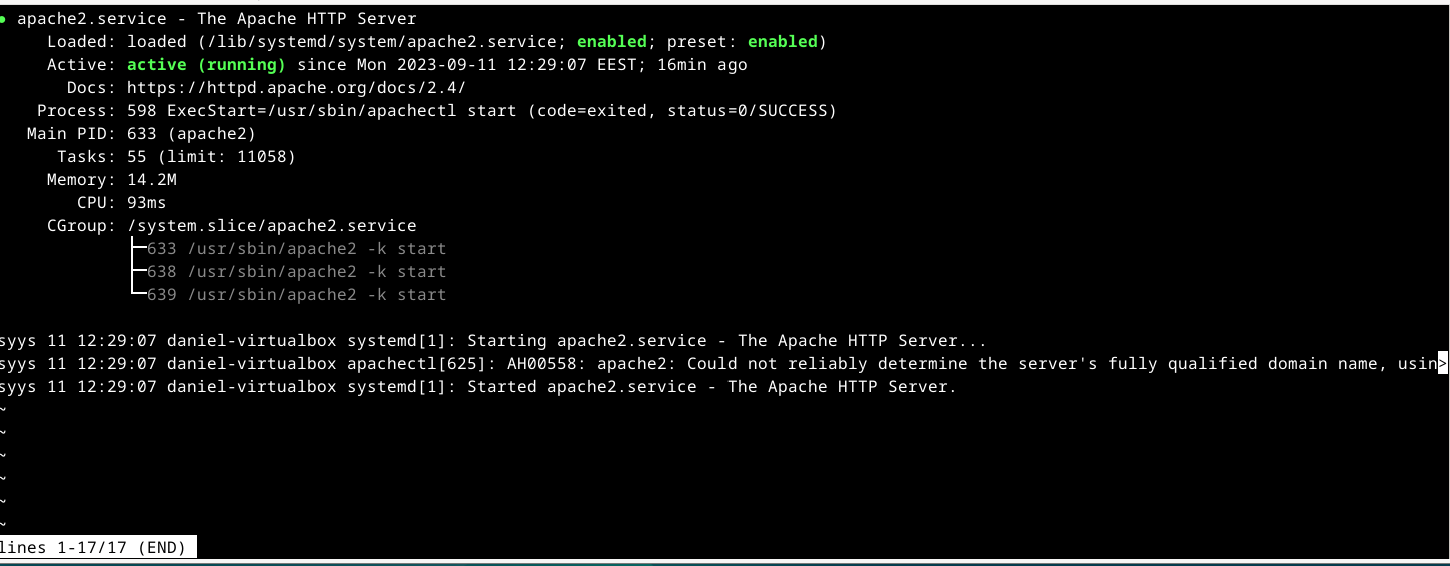 ● apache2.service - The Apache HTTP Server
     Loaded: loaded (/lib/systemd/system/apache2.service; enabled; preset: enabled)
     Active: active (running) since Mon 2023-09-11 12:29:07 EEST; 16min ago
       Docs: https://httpd.apache.org/docs/2.4/
    Process: 598 ExecStart=/usr/sbin/apachectl start (code=exited, status=0/SUCCESS)
   Main PID: 633 (apache2)
      Tasks: 55 (limit: 11058)
     Memory: 14.2M
        CPU: 93ms
     CGroup: /system.slice/apache2.service
             ├─633 /usr/sbin/apache2 -k start
             ├─638 /usr/sbin/apache2 -k start
             └─639 /usr/sbin/apache2 -k start

syys 11 12:29:07 daniel-virtualbox systemd[1]: Starting apache2.service - The Apache HTTP Server...
syys 11 12:29:07 daniel-virtualbox apachectl[625]: AH00558: apache2: Could not reliably determine the server's fully qualified domain name, usin>
syys 11 12:29:07 daniel-virtualbox systemd[1]: Started apache2.service - The Apache HTTP Server.
~
~
~
~
~
~
lines 1-17/17 (END)